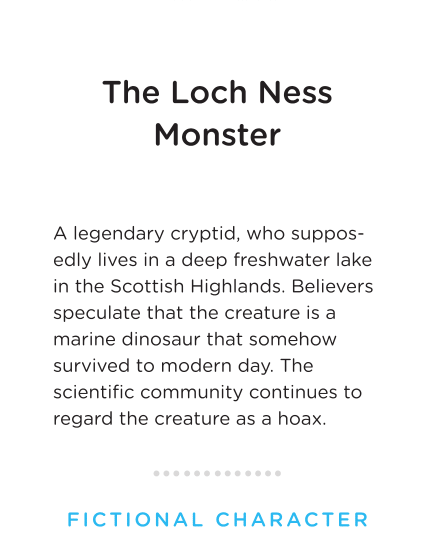 The Loch Ness
Monster
A legendary cryptid, who suppos-
edly lives in a deep freshwater lake
in the Scottish Highlands. Believers
speculate that the creature is a
marine dinosaur that somehow
survived to modern day. The
scientific community continues to
regard the creature as a hoax.
FICTIONAL CHARACTER